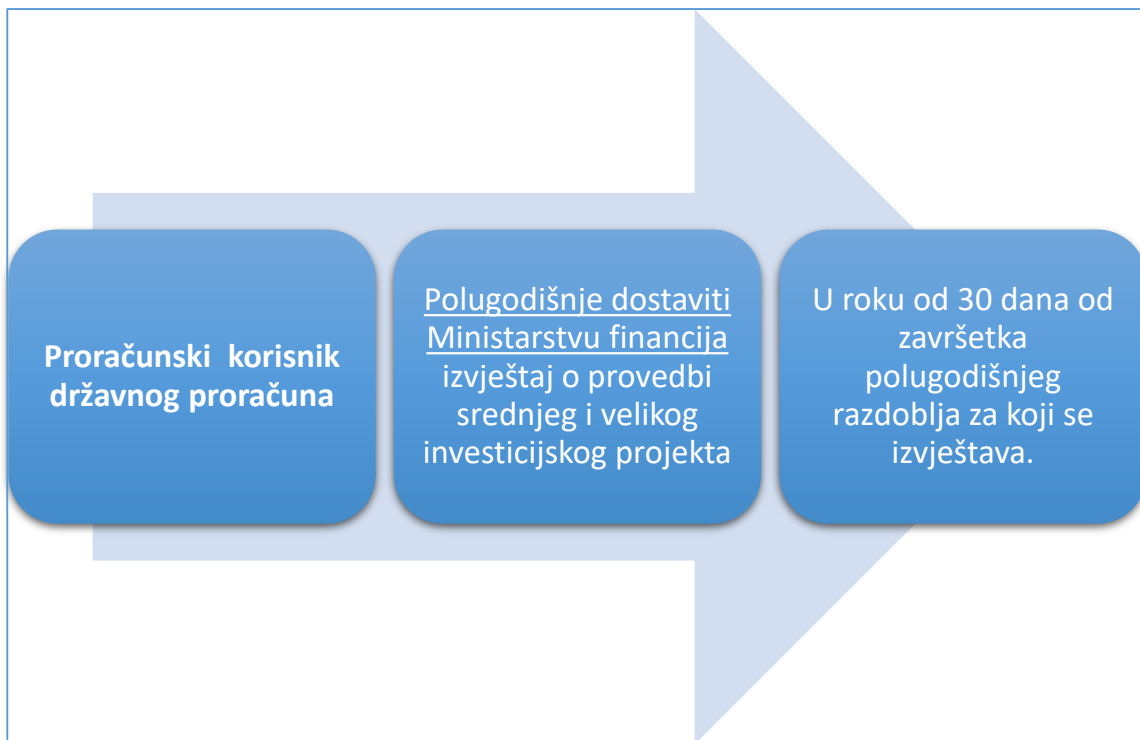 Proračunski korisnik
državnog proračuna
Polugodišnje dostaviti
Ministarstvu financija
izvještaj o provedbi
srednjeg i velikog
investicijskog projekta
U roku od 30 dana od
završetka
polugodišnjeg
razdoblja za koji se
izvještava.